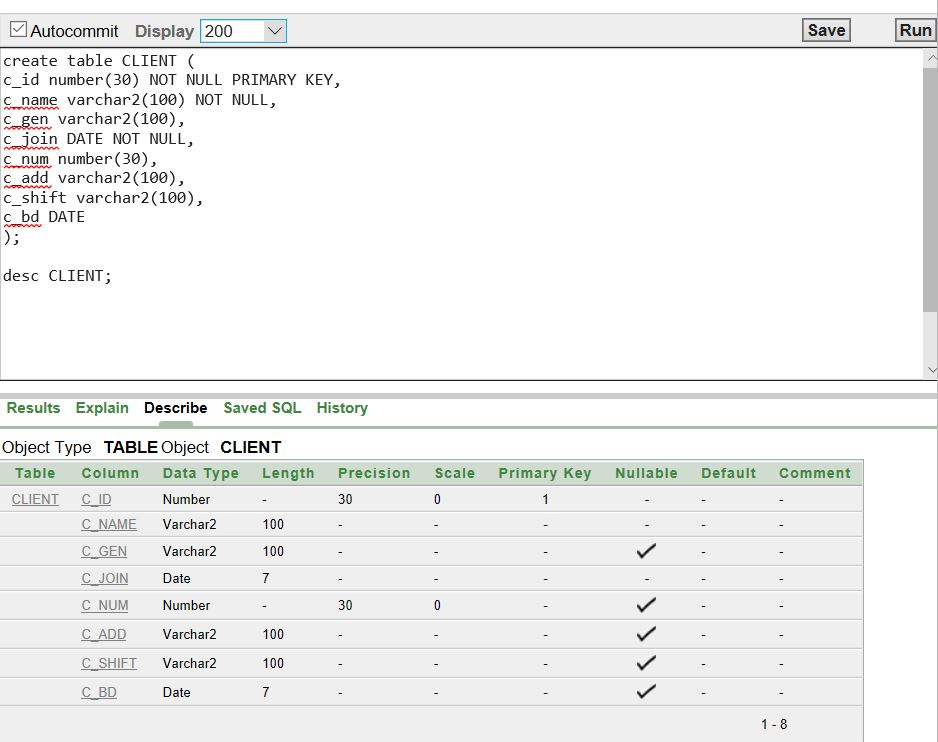 Autocommit Display 200 Save Run
create table CLIENT (
c_id number(30) NOT NULL PRIMARY KEY,
c_name varchar2(100) NOT NULL,
c_gen varchar2(100),
c_join DATE NOT NULL,
c_num number(30),
c_add varchar2(100),
c_shift varchar2(100),
c_bd DATE
);
desc CLIENT;
Results Explain Describe Saved SQL History
Object Type TABLE Object CLIENT
Table Column Data Type Length Precision Scale Primary Key Nullable Default Comment
CLIENT C_ID Number - 30 0 1 - - -
C_NAME Varchar2 100 - - - - - -
C_GEN Varchar2 100 - - - ✓ - -
C_JOIN Date 7 - - - - - -
C_NUM Number - 30 0 - ✓ - -
C_ADD Varchar2 100 - - - ✓ - -
C_SHIFT Varchar2 100 - - - ✓ - -
C_BD Date 7 - - - ✓ - -
1 - 8